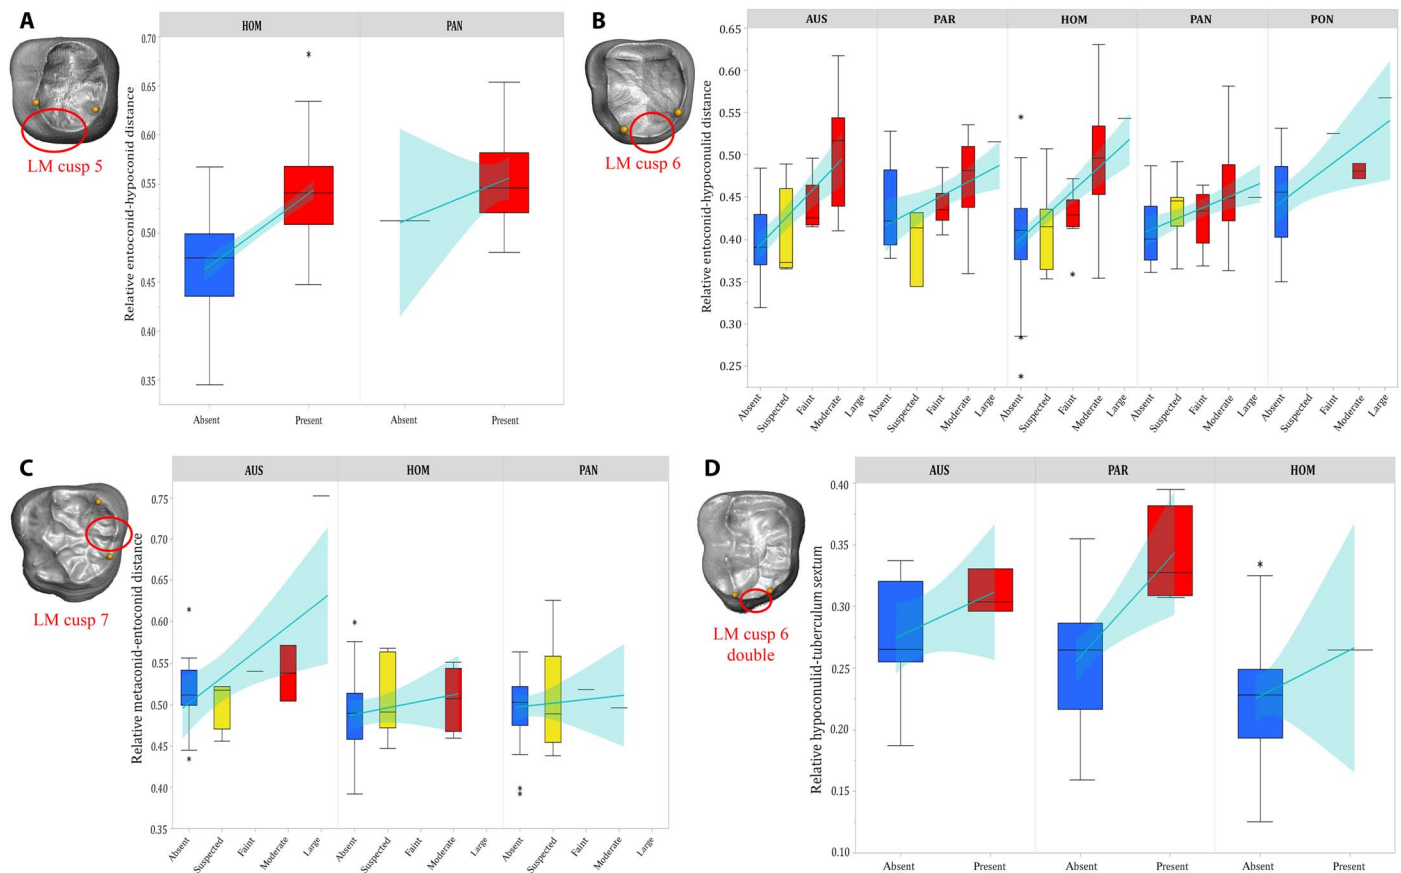 A
HOM PAN
Relative entoconid-hypoconid distance
0.70
0.65
0.60
0.55
0.50
0.45
0.40
0.35
LM cusp 5
Absent Present Absent Present
B
AUS PAR HOM PAN PON
Relative entoconid-hypoconulid distance
0.65
0.60
0.55
0.50
0.45
0.40
0.35
0.30
0.25
LM cusp 6
Absent Suspected Faint Moderate Large Absent Suspected Faint Moderate Large Absent Suspected Faint Moderate Large Absent Suspected Faint Moderate Large Absent Suspected Faint Moderate Large
C
AUS HOM PAN
Relative metaconid-entoconid distance
0.75
0.70
0.65
0.60
0.55
0.50
0.45
0.40
0.35
LM cusp 7
Absent Suspected Faint Moderate Large Absent Suspected Faint Moderate Large Absent Suspected Faint Moderate Large
D
AUS PAR HOM
Relative hypoconulid-tuberculum sextum
0.40
0.35
0.30
0.25
0.20
0.15
0.10
LM cusp 6
double
Absent Present Absent Present Absent Present